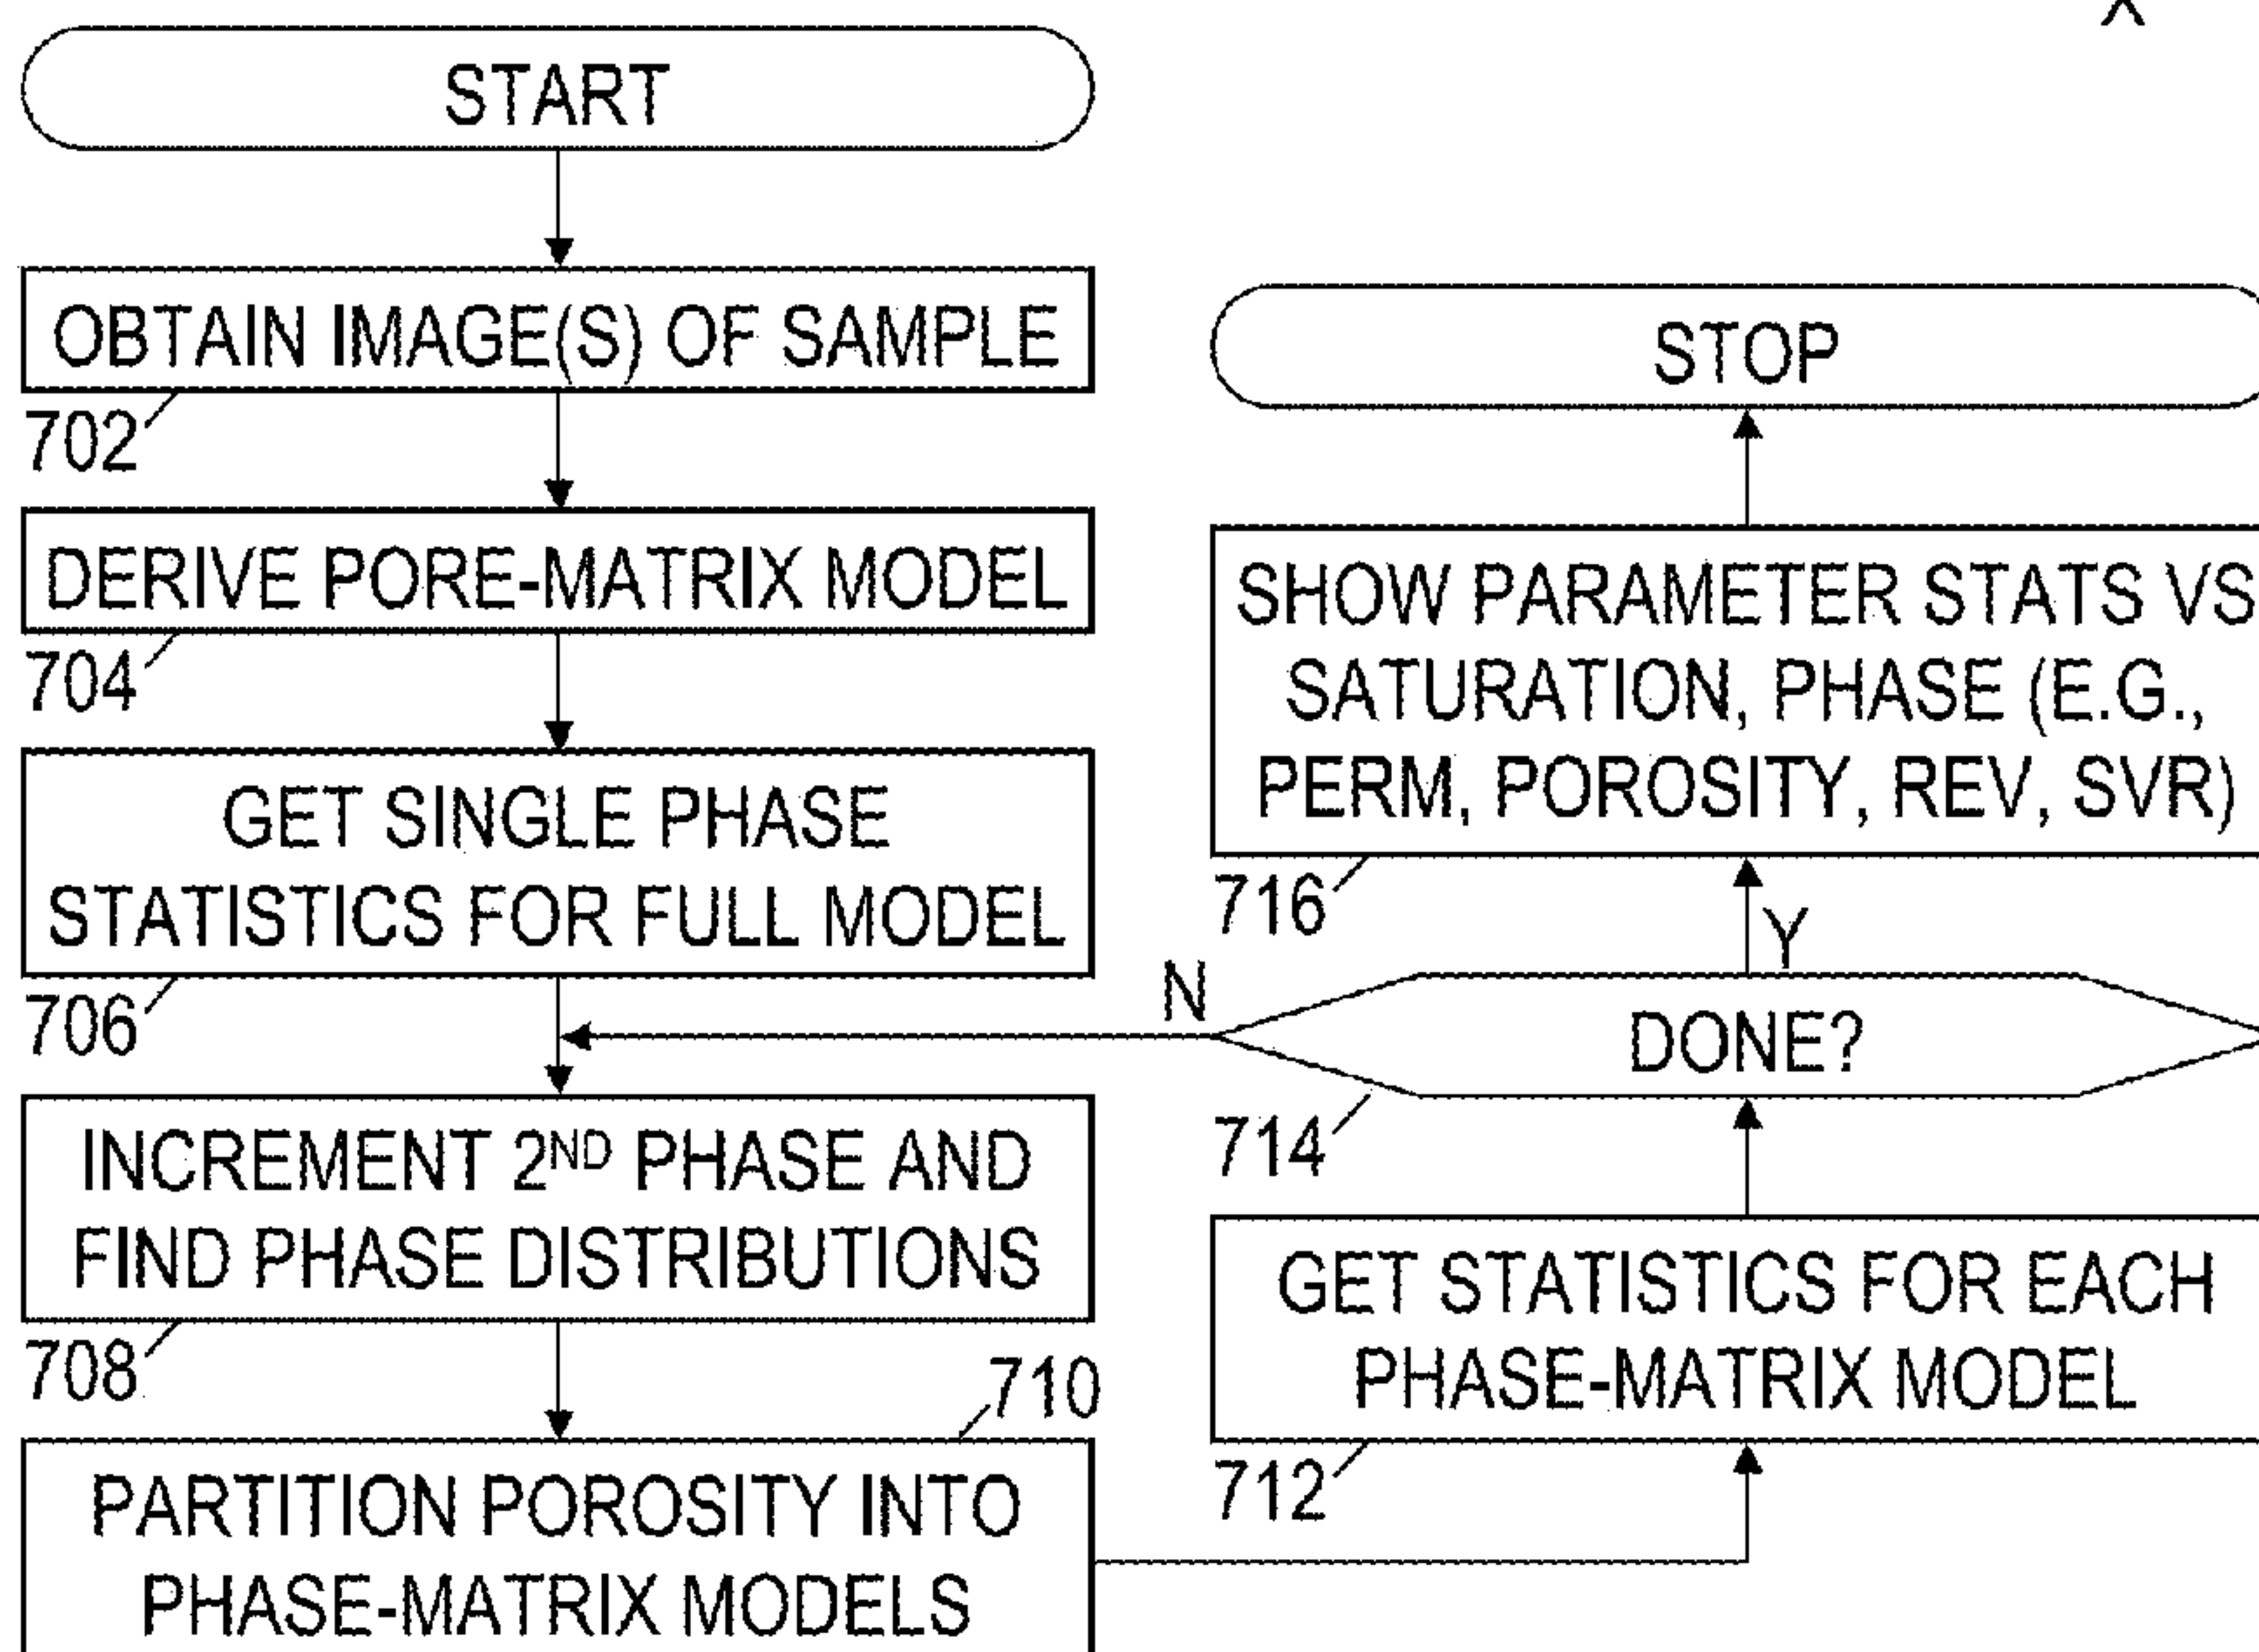 START
OBTAIN IMAGE(S) OF SAMPLE
702
DERIVE PORE-MATRIX MODEL
704
GET SINGLE PHASE
STATISTICS FOR FULL MODEL
706
INCREMENT 2ND PHASE AND
FIND PHASE DISTRIBUTIONS
708
710
PARTITION POROSITY INTO
PHASE-MATRIX MODELS
GET STATISTICS FOR EACH
PHASE-MATRIX MODEL
712
DONE?
714
N
Y
SHOW PARAMETER STATS VS
SATURATION, PHASE (E.G.,
PERM, POROSITY, REV, SVR)
716
STOP